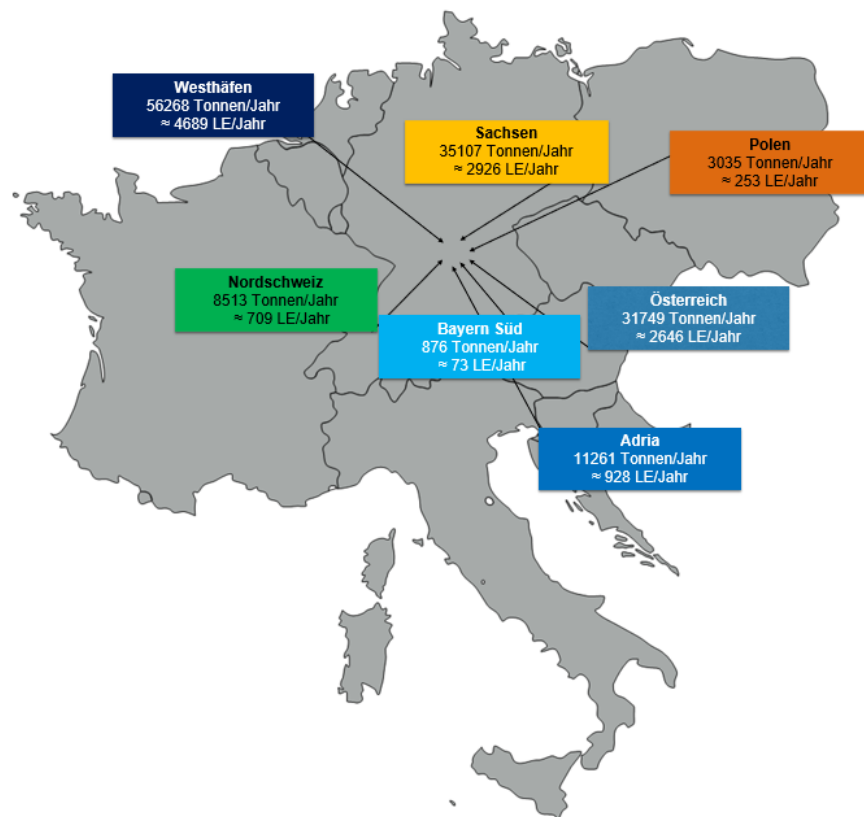 Westhäfen
56268 Tonnen/Jahr
≈ 4689 LE/Jahr
Sachsen
35107 Tonnen/Jahr
≈ 2926 LE/Jahr
Polen
3035 Tonnen/Jahr
≈ 253 LE/Jahr
Nordschweiz
8513 Tonnen/Jahr
≈ 709 LE/Jahr
Bayern Süd
876 Tonnen/Jahr
≈ 73 LE/Jahr
Österreich
31749 Tonnen/Jahr
≈ 2646 LE/Jahr
Adria
11261 Tonnen/Jahr
≈ 928 LE/Jahr